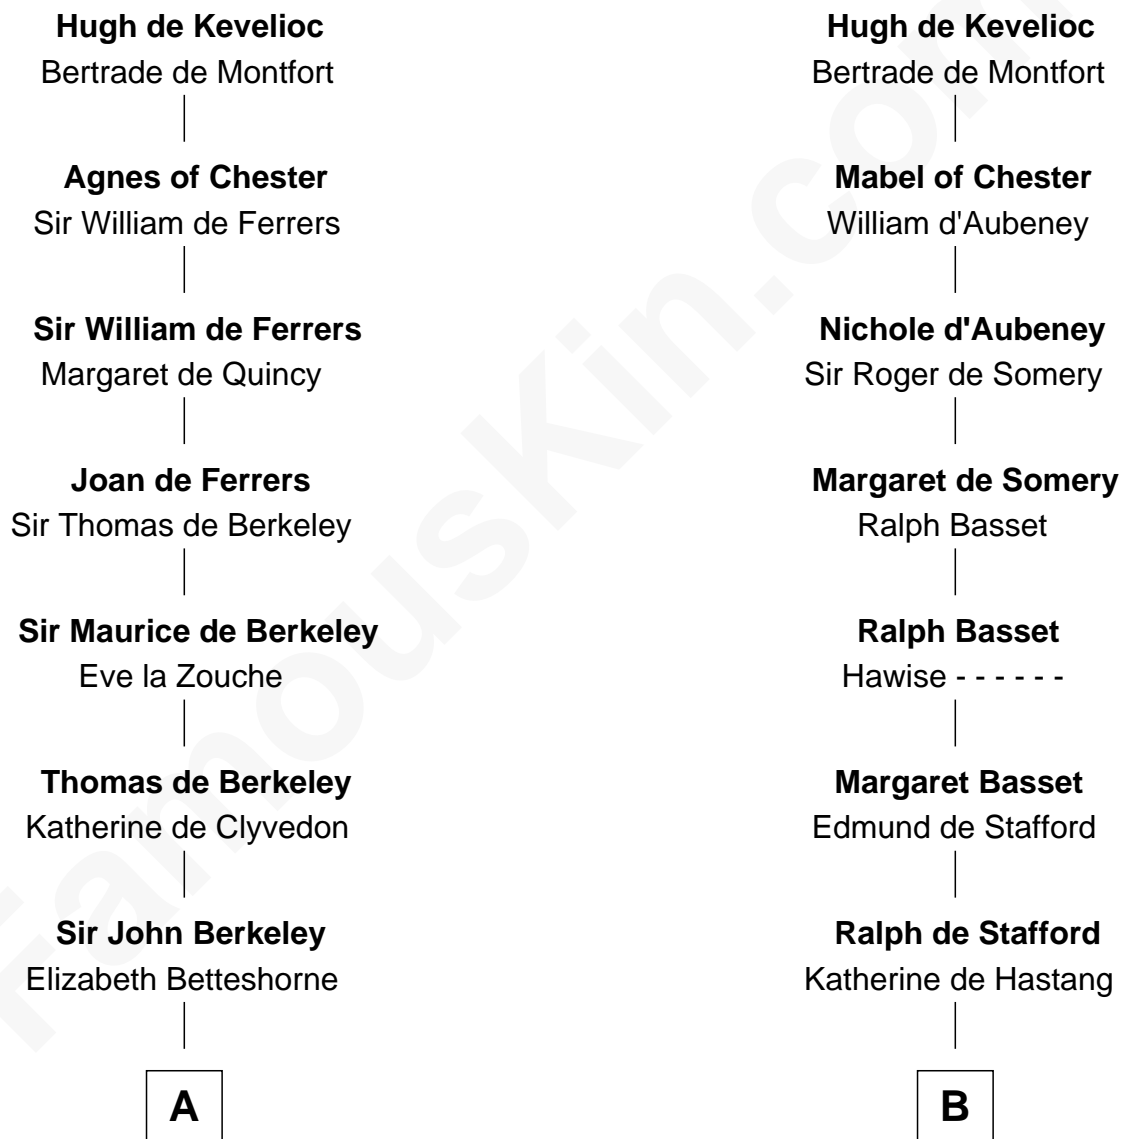 Hugh de Kevelioc
Bertrade de Montfort
Agnes of Chester
Sir William de Ferrers
Sir William de Ferrers
Margaret de Quincy
Joan de Ferrers
Sir Thomas de Berkeley
Sir Maurice de Berkeley
Eve la Zouche
Thomas de Berkeley
Katherine de Clyvedon
Sir John Berkeley
Elizabeth Betteshorne
A
Hugh de Kevelioc
Bertrade de Montfort
Mabel of Chester
William d'Aubeney
Nichole d'Aubeney
Sir Roger de Somery
Margaret de Somery
Ralph Basset
Ralph Basset
Hawise - - - - - -
Margaret Basset
Edmund de Stafford
Ralph de Stafford
Katherine de Hastang
B
FamousKin.com